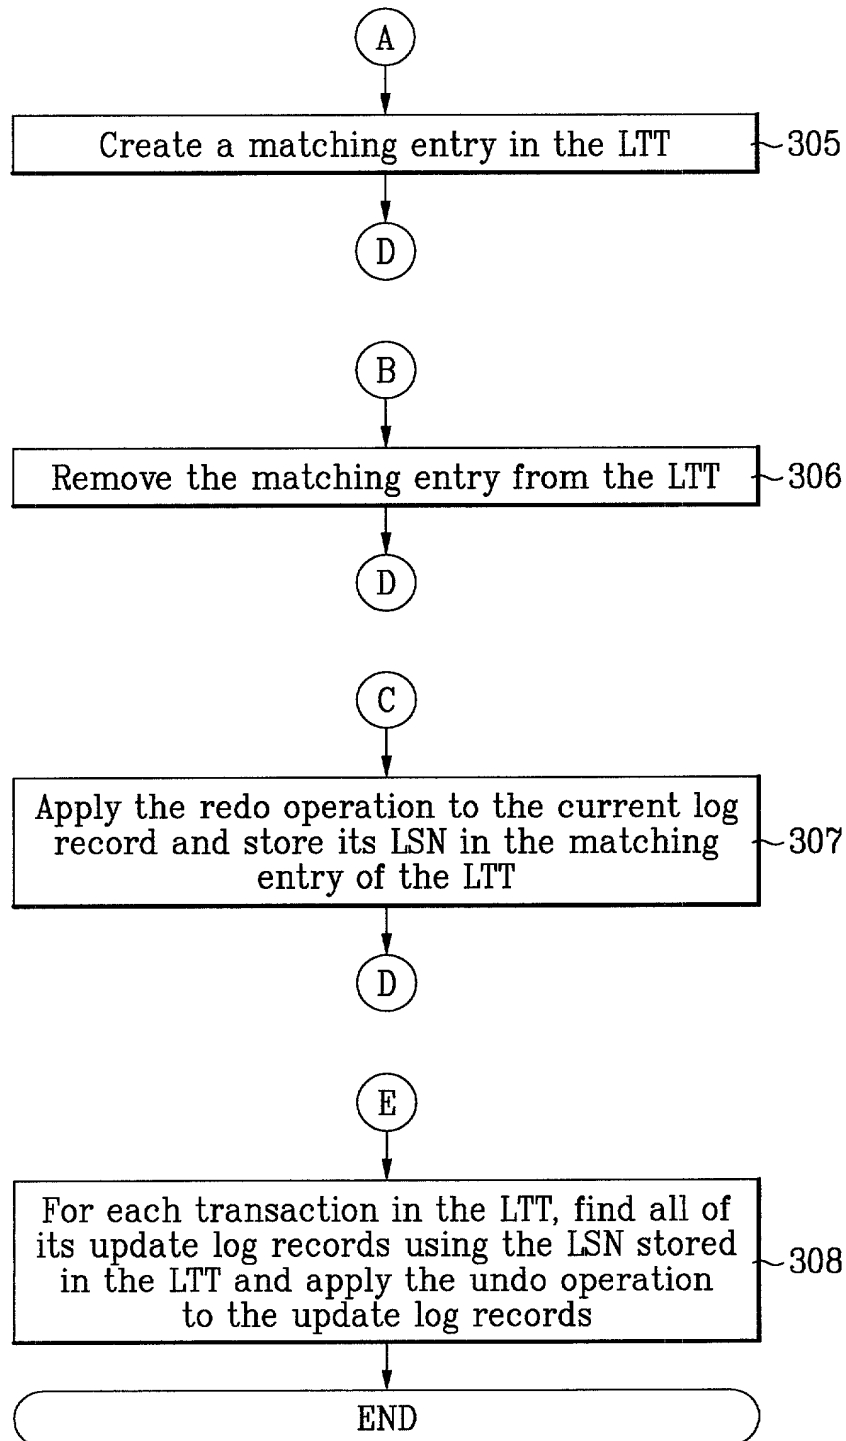 A
Create a matching entry in the LTT
305
D
B
Remove the matching entry from the LTT
306
D
C
Apply the redo operation to the current log
record and store its LSN in the matching
entry of the LTT
307
D
E
For each transaction in the LTT, find all of
its update log records using the LSN stored
in the LTT and apply the undo operation
to the update log records
308
END